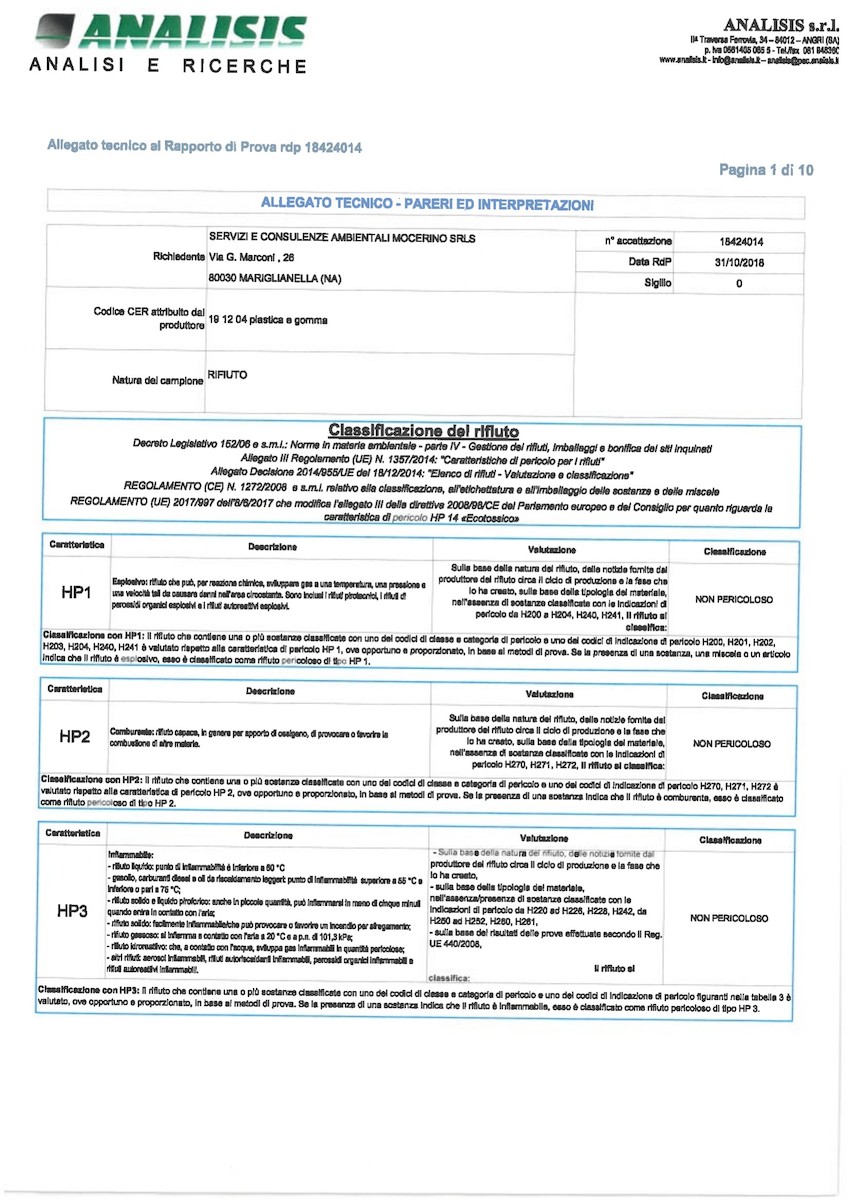 ANALISIS
ANALISI E RICERCHE
ANALISIS s.r.l.
IIª Traversa Ferrovia, 34 – 84012 – ANGRI (SA)
www.analisis.it - info@analisis.it – analisis@pec.analisis.it
Allegato tecnico al Rapporto di Prova rdp 18424014
Pagina 1 di 10
ALLEGATO TECNICO - PARERI ED INTERPRETAZIONI
Richiedente
SERVIZI E CONSULENZE AMBIENTALI MOCERINO SRLS
Via G. Marconi , 26
80030 MARIGLIANELLA (NA)
n° accettazione 18424014
Data RdP 31/10/2018
Sigillo 0
Codice CER attribuito dal
produttore
19 12 04 plastica e gomma
Natura del campione
RIFIUTO
Classificazione del rifiuto
Decreto Legislativo 152/06 e s.m.i.: Norme in materia ambientale - parte IV - Gestione dei rifiuti, imballaggi e bonifica dei siti inquinati
Allegato III Regolamento (UE) N. 1357/2014: "Caratteristiche di pericolo per i rifiuti"
Allegato Decisione 2014/955/UE del 18/12/2014: "Elenco di rifiuti - Valutazione e classificazione"
REGOLAMENTO (CE) N. 1272/2008 e s.m.i. relativo alla classificazione, all'etichettatura e all'imballaggio delle sostanze e delle miscele
REGOLAMENTO (UE) 2017/997 dell'8/6/2017 che modifica l'allegato III della direttiva 2008/98/CE del Parlamento europeo e del Consiglio per quanto riguarda la
caratteristica di pericolo HP 14 «Ecotossico»
Caratteristica Descrizione Valutazione Classificazione
HP1
Esplosivo: rifiuto che può, per reazione chimica, sviluppare gas a una temperatura, una pressione e
una velocità tali da causare danni nell'area circostante. Sono inclusi i rifiuti pirotecnici, i rifiuti di
perossidi organici esplosivi e i rifiuti autoreattivi esplosivi.
Sulla base della natura del rifiuto, delle notizie fornite dal
produttore del rifiuto circa il ciclo di produzione e la fase che
lo ha creato, sulla base della tipologia del materiale,
nell'assenza di sostanze classificate con le indicazioni di
pericolo da H200 a H204, H240, H241, il rifiuto si
classifica:
NON PERICOLOSO
Classificazione con HP1: Il rifiuto che contiene una o più sostanze classificate con uno dei codici di classe e categoria di pericolo e uno dei codici di indicazione di pericolo H200, H201, H202,
H203, H204, H240, H241 è valutato rispetto alla caratteristica di pericolo HP 1, ove opportuno e proporzionato, in base ai metodi di prova. Se la presenza di una sostanza, una miscela o un articolo
indica che il rifiuto è esplosivo, esso è classificato come rifiuto pericoloso di tipo HP 1.
Caratteristica Descrizione Valutazione Classificazione
HP2
Comburente: rifiuto capace, in genere per apporto di ossigeno, di provocare o favorire la
combustione di altre materie.
Sulla base della natura del rifiuto, delle notizie fornite dal
produttore del rifiuto circa il ciclo di produzione e la fase che
lo ha creato, sulla base della tipologia del materiale,
nell'assenza di sostanze classificate con le indicazioni di
pericolo H270, H271, H272, il rifiuto si classifica:
NON PERICOLOSO
Classificazione con HP2: Il rifiuto che contiene una o più sostanze classificate con uno dei codici di classe e categoria di pericolo e uno dei codici di indicazione di pericolo H270, H271, H272 è
valutato rispetto alla caratteristica di pericolo HP 2, ove opportuno e proporzionato, in base ai metodi di prova. Se la presenza di una sostanza indica che il rifiuto è comburente, esso è classificato
come rifiuto pericoloso di tipo HP 2.
Caratteristica Descrizione Valutazione Classificazione
HP3
Infiammabile:
- rifiuto liquido: punto di infiammabilità è inferiore a 60 °C
- gasolio, carburanti diesel e oli da riscaldamento leggeri: punto di infiammabilità superiore a 55 °C e
inferiore o pari a 75 °C;
- rifiuto solido e liquido piroforico: anche in piccole quantità, può infiammarsi in meno di cinque minuti
quando entra in contatto con l'aria;
- rifiuto solido: facilmente infiammabile/che può provocare o favorire un incendio per sfregamento;
- rifiuto gassoso: si infiamma a contatto con l'aria a 20 °C e a p.n. di 101,3 kPa;
- rifiuto idroreattivo: che, a contatto con l'acqua, sviluppa gas infiammabili in quantità pericolose;
- altri rifiuti: aerosol infiammabili, rifiuti autoriscaldanti infiammabili, perossidi organici infiammabili e
rifiuti autoreattivi infiammabili.
- Sulla base della natura del rifiuto, delle notizie fornite dal
produttore del rifiuto circa il ciclo di produzione e la fase che
lo ha creato,
- sulla base della tipologia del materiale,
nell'assenza/presenza di sostanze classificate con le
indicazioni di pericolo da H220 ad H226, H228, H242, da
H250 ad H252, H260, H261,
- sulla base dei risultati delle prove effettuate secondo il Reg.
UE 440/2008,
il rifiuto si
classifica:
NON PERICOLOSO
Classificazione con HP3: Il rifiuto che contiene una o più sostanze classificate con uno dei codici di classe e categoria di pericolo e uno dei codici di indicazione di pericolo figuranti nella tabella 3 è
valutato, ove opportuno e proporzionato, in base ai metodi di prova. Se la presenza di una sostanza indica che il rifiuto è infiammabile, esso è classificato come rifiuto pericoloso di tipo HP 3.